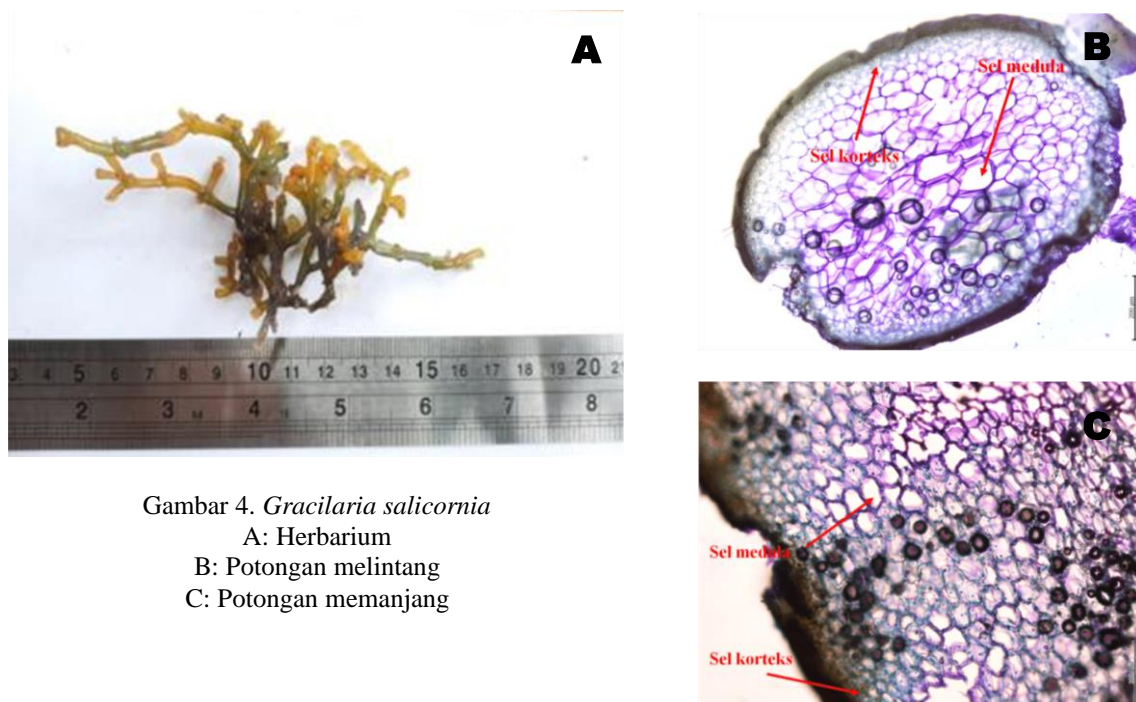 A
3 4 5 6 7 8 9 10 11 12 13 14 15 16 17 18 19 20 21
2 3 4 5 6 7 8
Gambar 4. Gracilaria salicornia
A: Herbarium
B: Potongan melintang
C: Potongan memanjang
B
Sel medula
Sel korteks
C
Sel medula
Sel korteks